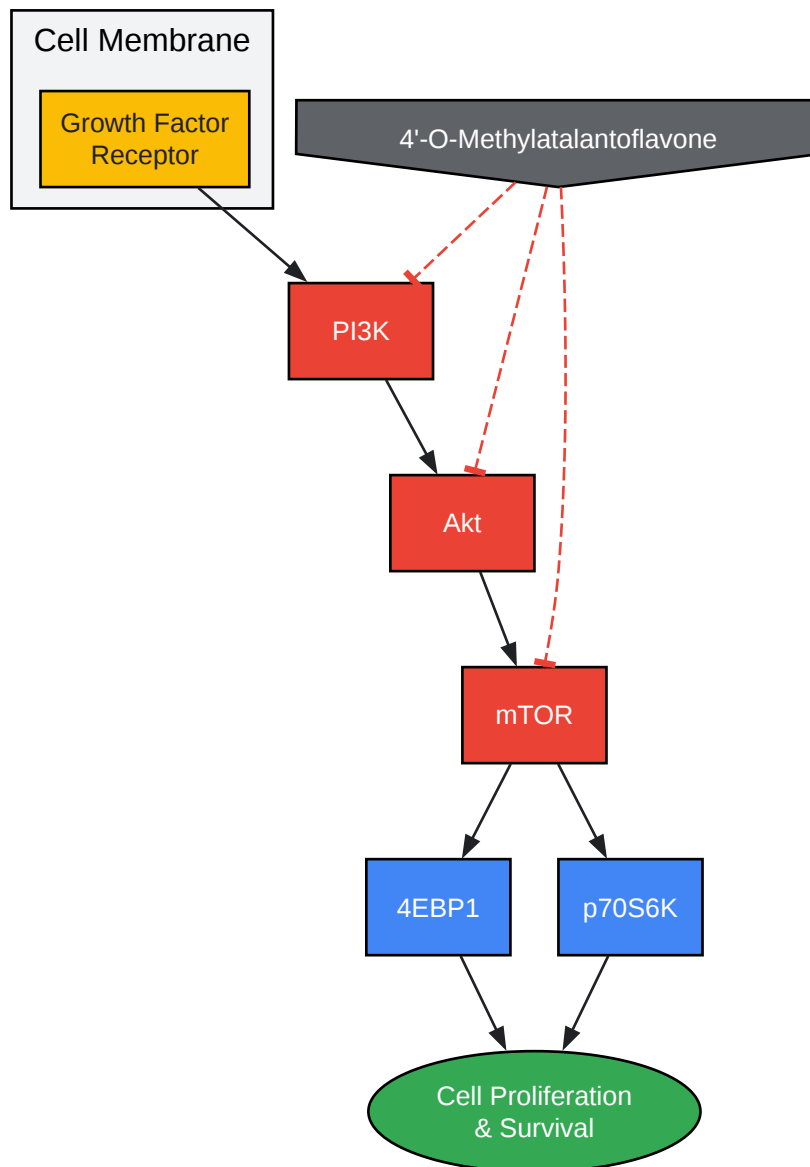 Cell Membrane
Growth Factor
Receptor
4'-O-Methylatalantoflavone
PI3K
Akt
mTOR
4EBP1
p70S6K
Cell Proliferation
& Survival